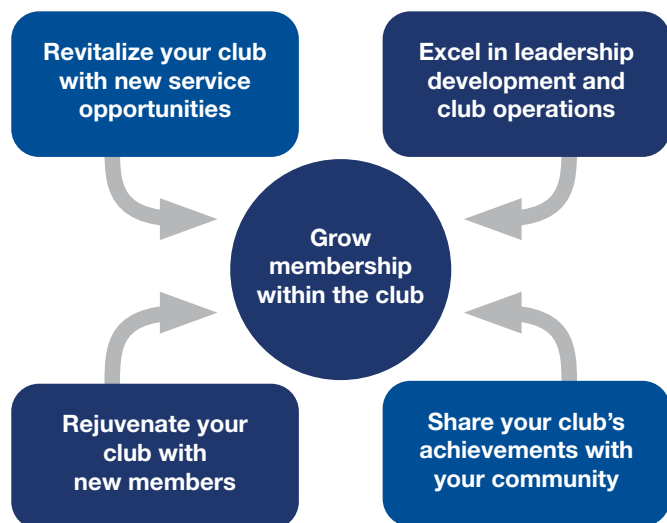 Revitalize your club
with new service
opportunities
Excel in leadership
development and
club operations
Grow
membership
within the club
Rejuvenate your
club with
new members
Share your club’s
achievements with
your community